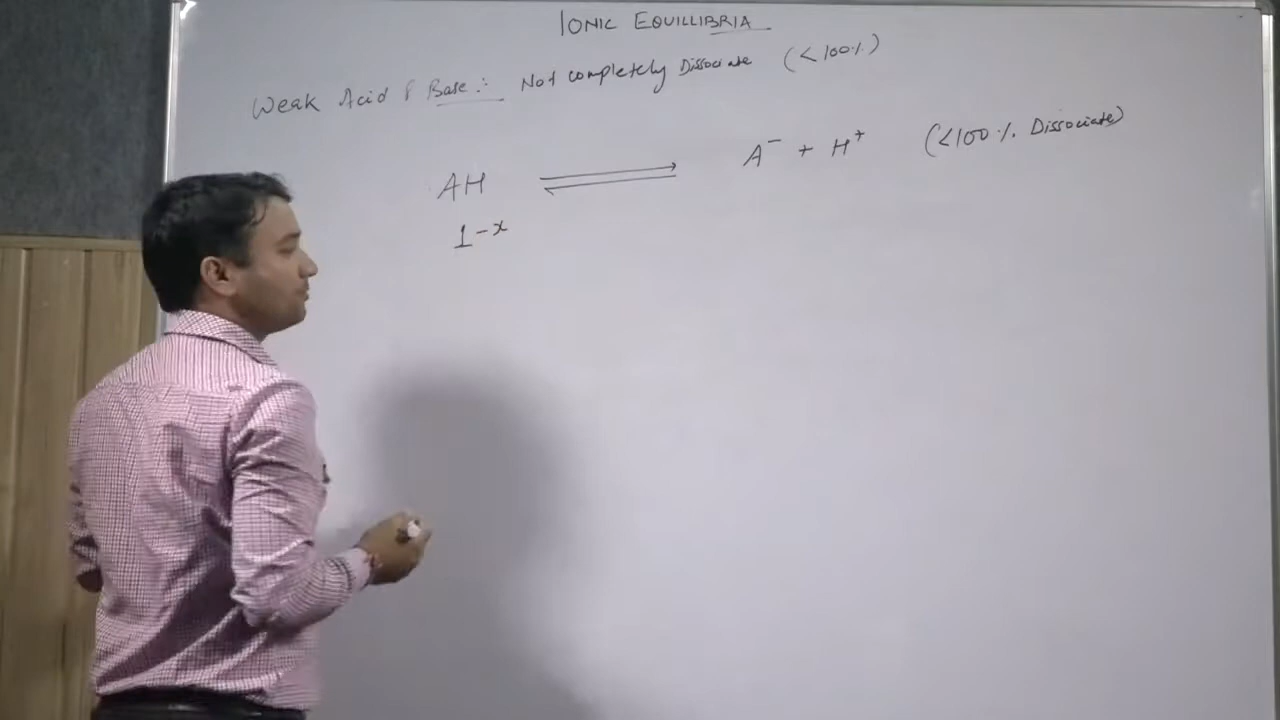 IONIC EQUILLIBRIA
Weak Acid & Base :- Not completely Dissociate (<100%)
AH ⇌ A⁻ + H⁺ (<100% Dissociate)
1-x